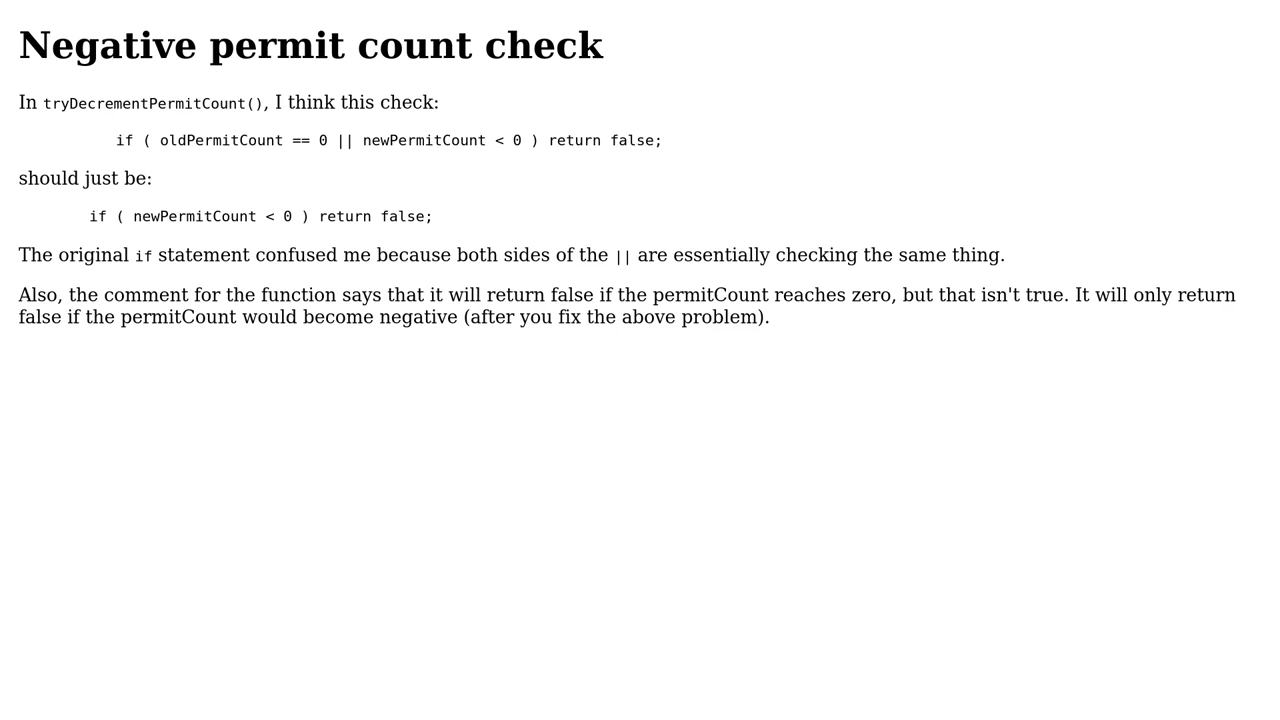 Negative permit count check
In tryDecrementPermitCount(), I think this check:
if ( oldPermitCount == 0 || newPermitCount < 0 ) return false;
should just be:
if ( newPermitCount < 0 ) return false;
The original if statement confused me because both sides of the || are essentially checking the same thing.
Also, the comment for the function says that it will return false if the permitCount reaches zero, but that isn't true. It will only return
false if the permitCount would become negative (after you fix the above problem).